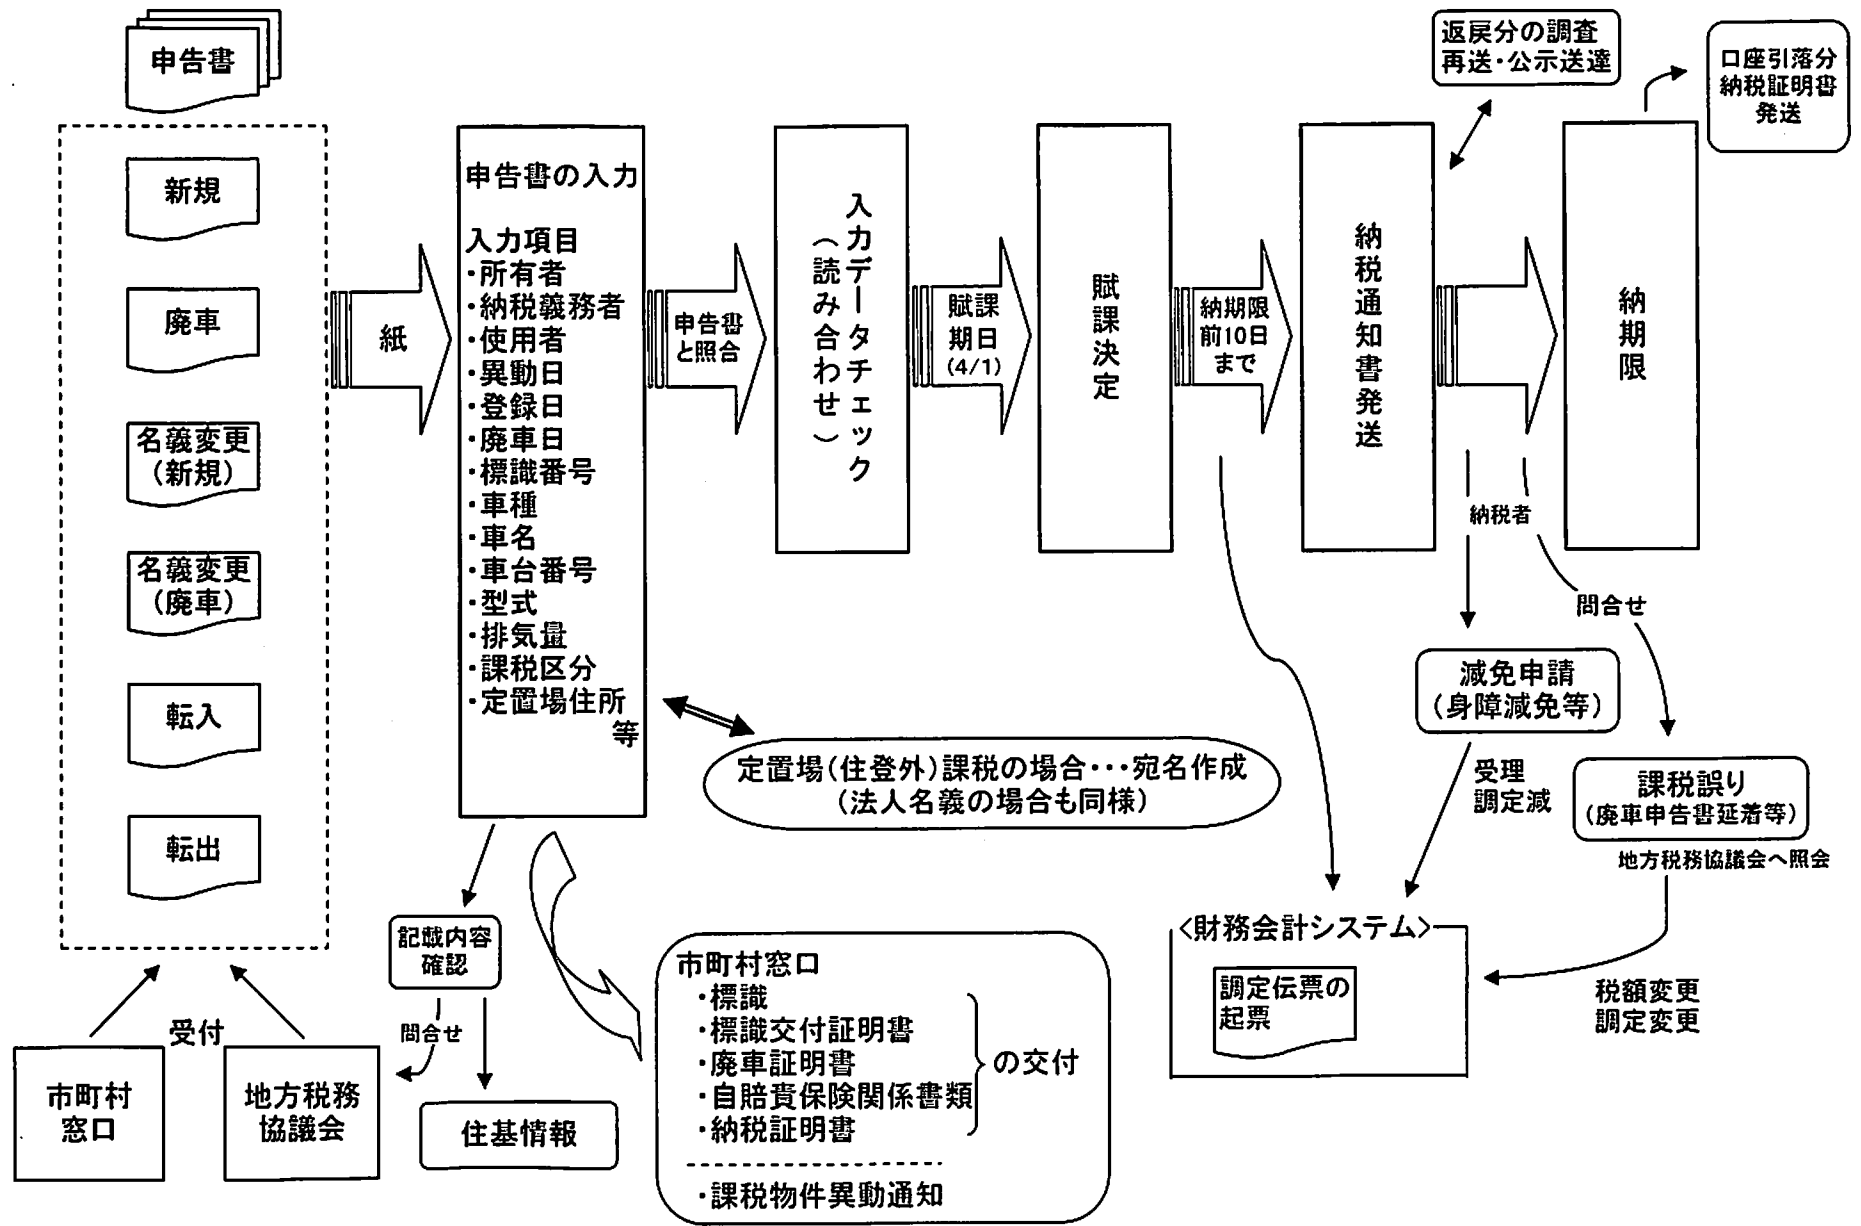 申告書
新規
廃車
名義変更
(新規)
名義変更
(廃車)
転入
転出
受付
市町村
窓口
地方税務
協議会
紙
申告書の入力
入力項目
・所有者
・納税義務者
・使用者
・異動日
・登録日
・廃車日
・標識番号
・車種
・車名
・車台番号
・型式
・排気量
・課税区分
・定置場住所
等
記載内容
確認
問合せ
住基情報
申告書
と照合
入力データチェック
(読み合わせ)
定置場(住登外)課税の場合・・・宛名作成
(法人名義の場合も同様)
市町村窓口
・標識
・標識交付証明書
・廃車証明書
・自賠責保険関係書類
・納税証明書
の交付
・課税物件異動通知
賦課
期日
(4/1)
賦課決定
納期限
前10日
まで
納税通知書発送
返戻分の調査
再送・公示送達
納期限
口座引落分
納税証明書
発送
納税者
問合せ
減免申請
(身障減免等)
受理
調定減
課税誤り
(廃車申告書延着等)
地方税務協議会へ照会
税額変更
調定変更
<財務会計システム>
調定伝票の
起票